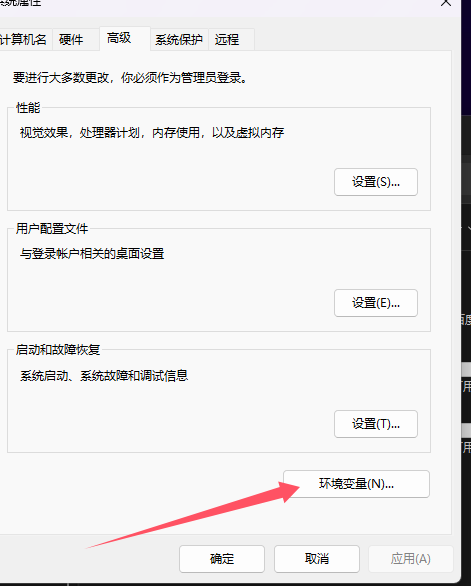 系统属性
计算机名 硬件 高级 系统保护 远程
要进行大多数更改，你必须作为管理员登录。
性能
视觉效果，处理器计划，内存使用，以及虚拟内存
设置(S)...
用户配置文件
与登录帐户相关的桌面设置
设置(E)...
启动和故障恢复
系统启动、系统故障和调试信息
设置(T)...
环境变量(N)...
确定 取消 应用(A)